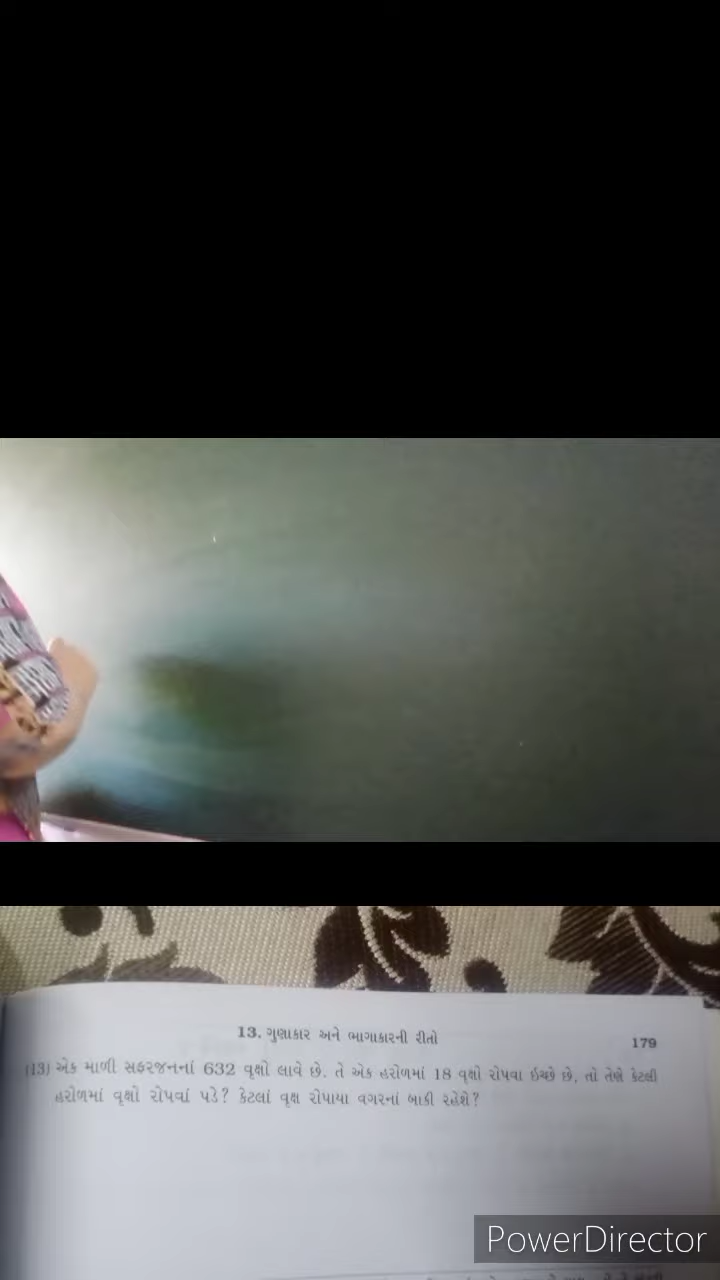 13. ગુણાકાર અને ભાગાકારની રીતો 179
(13) એક માળી સફરજનનાં 632 વૃક્ષો લાવે છે. તે એક હરોળમાં 18 વૃક્ષો રોપવા ઈચ્છે છે, તો તેણે કેટલી
હરોળમાં વૃક્ષો રોપવાં પડે? કેટલાં વૃક્ષ રોપાયા વગરનાં બાકી રહેશે?
PowerDirector